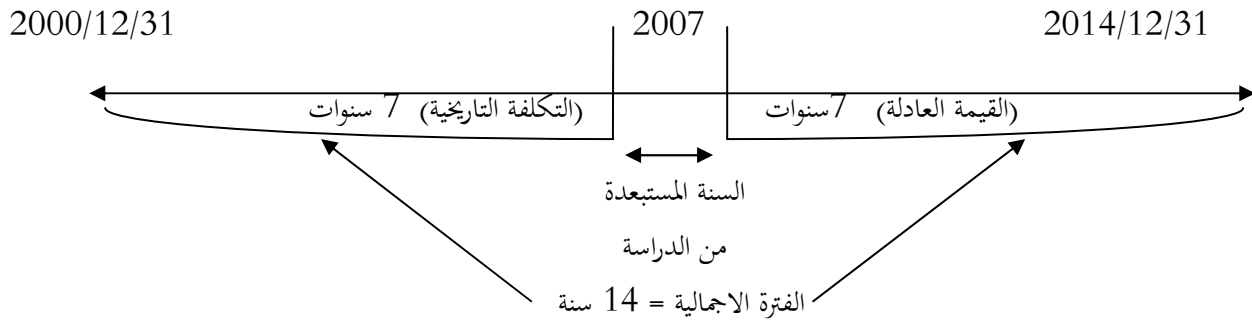 2000/12/31 2007 2014/12/31
(التكلفة التاريخية) 7 سنوات
(القيمة العادلة) 7سنوات
السنة المستبعدة
من الدراسة
الفترة الاجمالية = 14 سنة